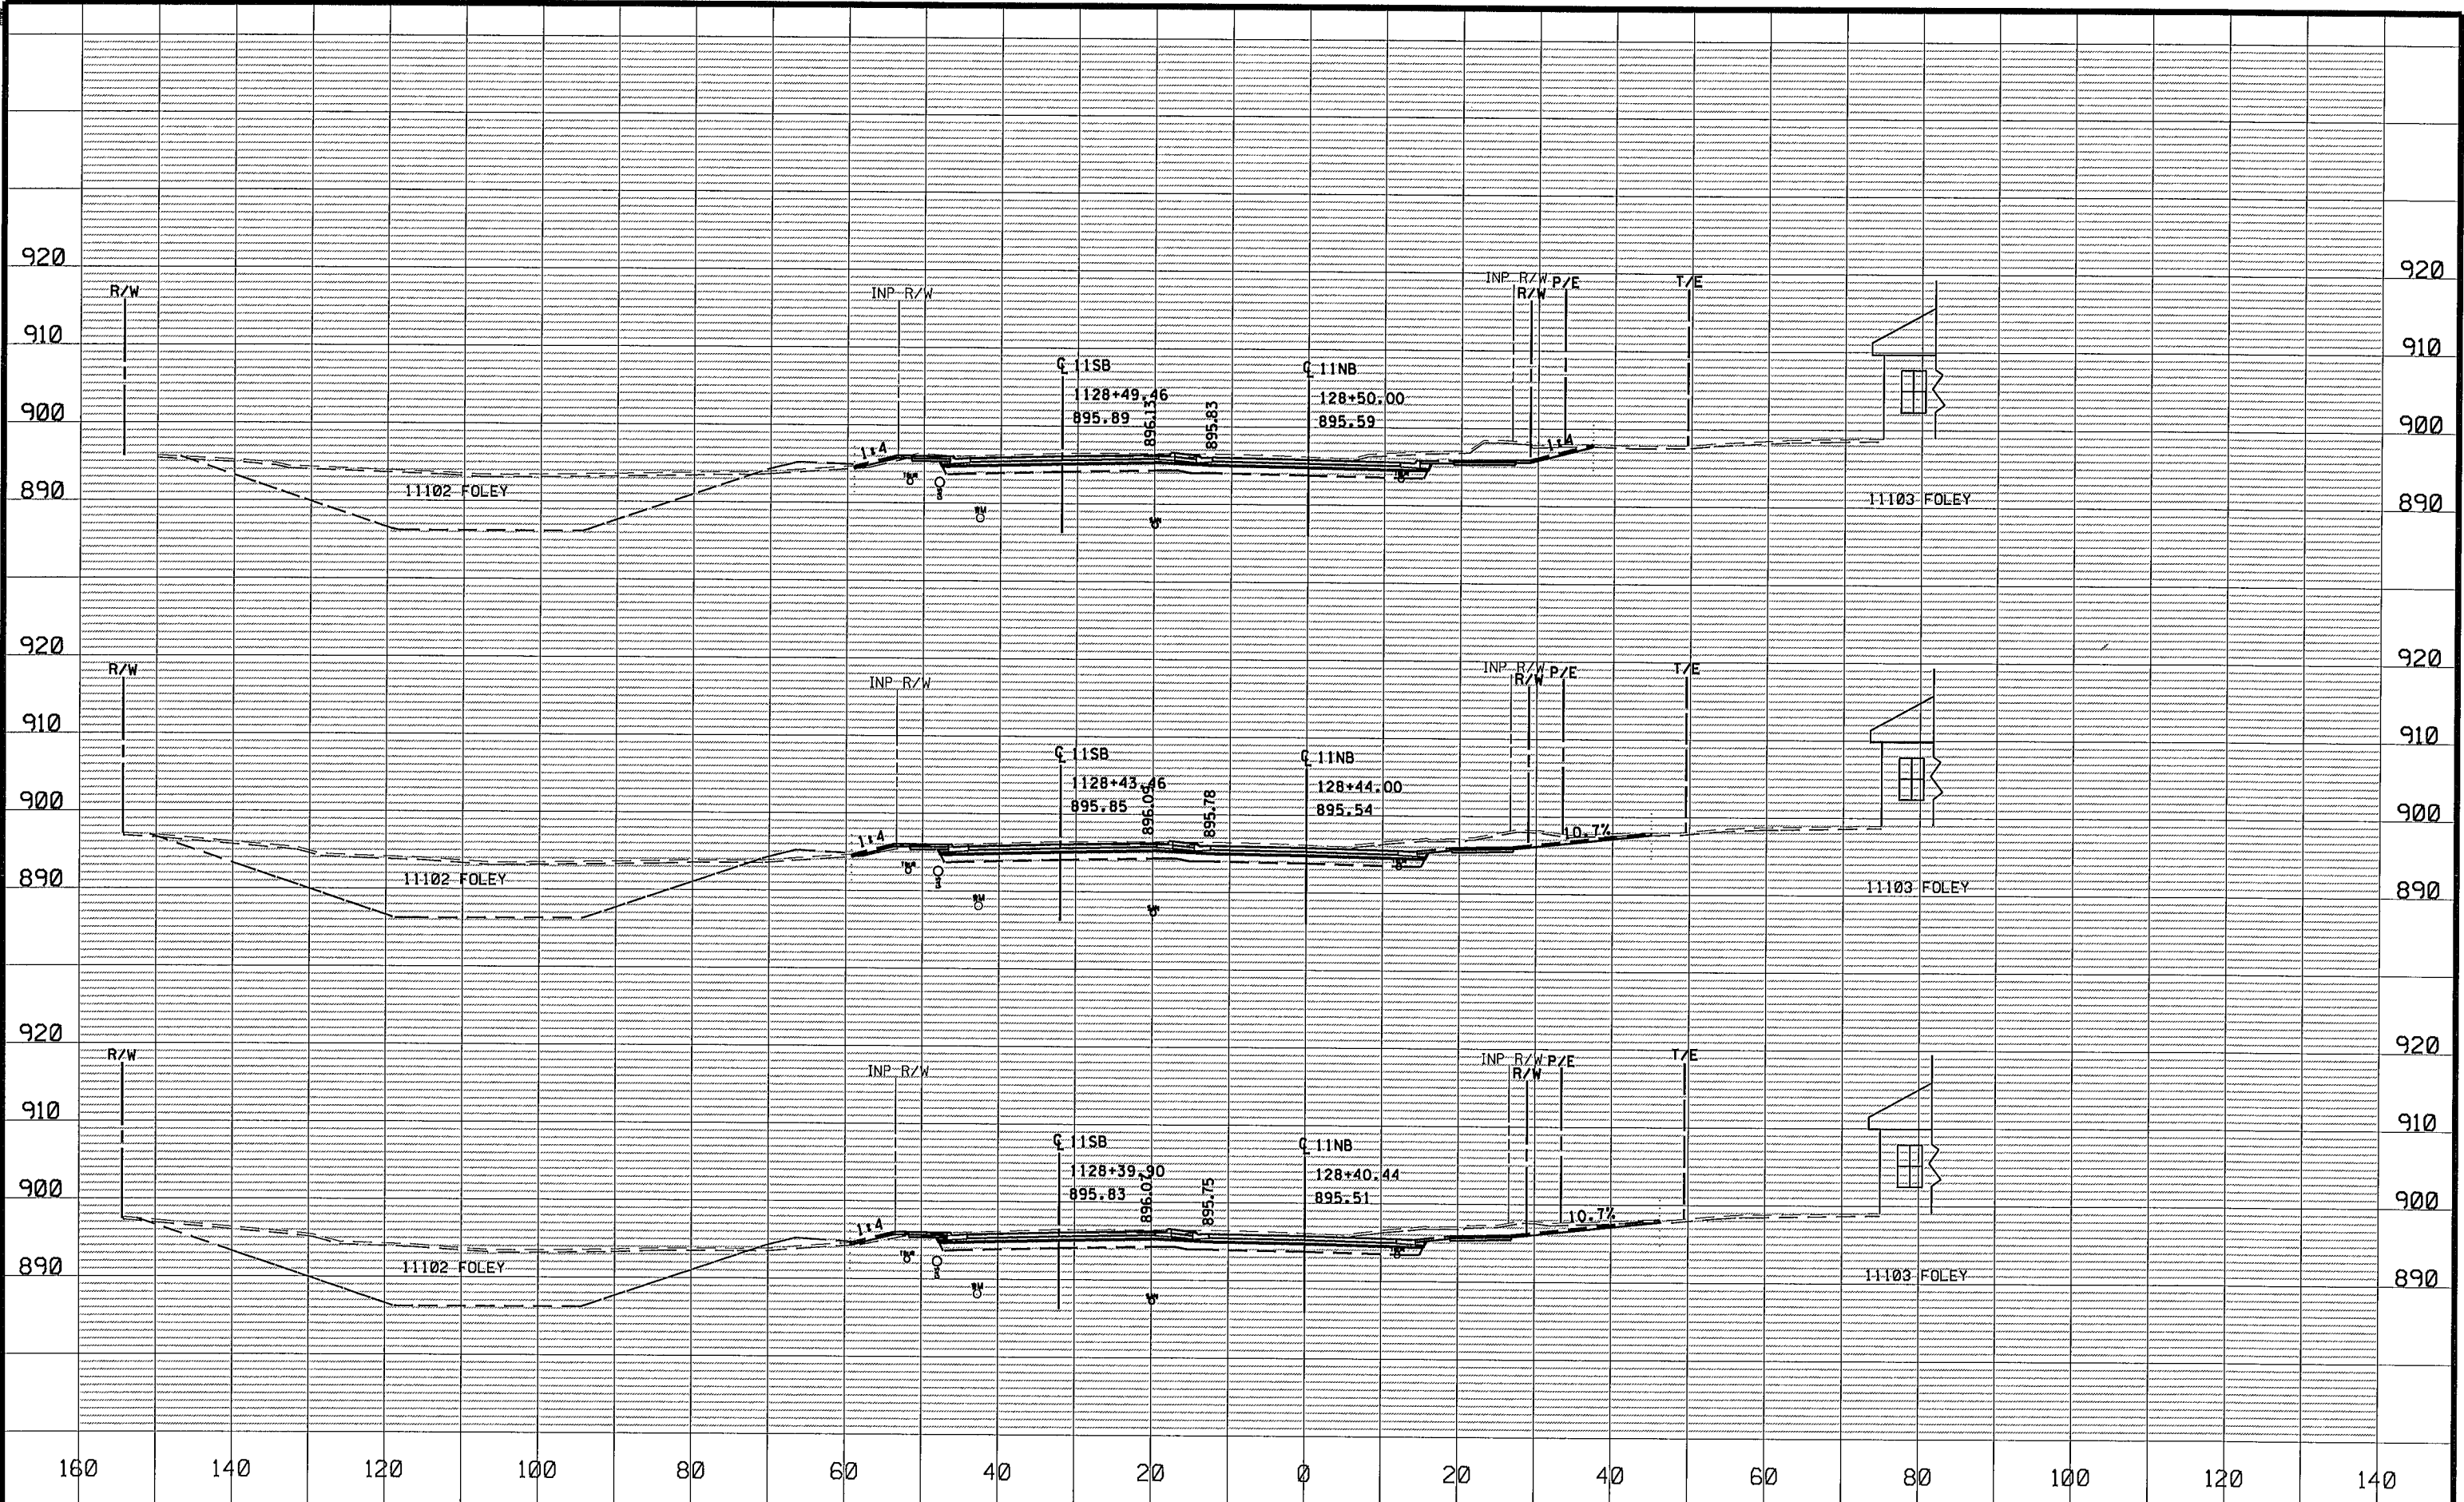 920 920
R/W INP R/W INP R/W P/E T/E
R/W
910 910
℄ 11SB ℄ 11NB
1128+49.46 896.13 895.83 128+50.00
900 895.89 895.59 900
1:4 1:4
890 11102 FOLEY 11103 FOLEY 890
920 920
R/W INP R/W INP R/W P/E T/E
R/W
910 910
℄ 11SB ℄ 11NB
1128+43.46 896.09 895.78 128+44.00
900 895.85 895.54 900
1:4 10.7%
890 11102 FOLEY 11103 FOLEY 890
920 920
R/W INP R/W INP R/W P/E T/E
R/W
910 910
℄ 11SB ℄ 11NB
1128+39.90 896.07 895.75 128+40.44
900 895.83 895.51 900
1:4 10.7%
890 11102 FOLEY 11103 FOLEY 890
160 140 120 100 80 60 40 20 0 20 40 60 80 100 120 140